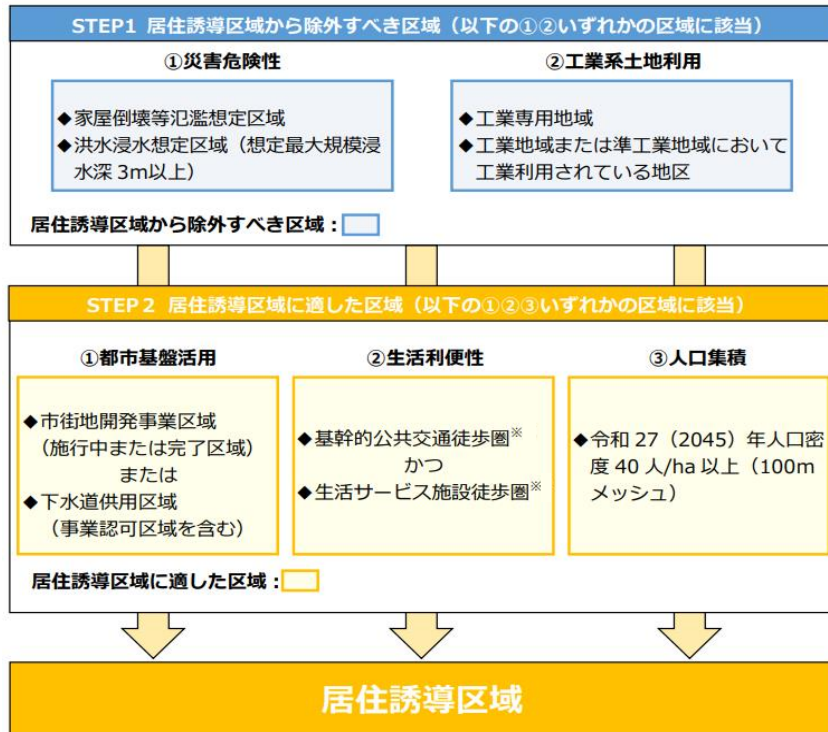 STEP1 居住誘導区域から除外すべき区域（以下の①②いずれかの区域に該当）
①災害危険性
◆家屋倒壊等氾濫想定区域
◆洪水浸水想定区域（想定最大規模浸
水深 3m以上）
②工業系土地利用
◆工業専用地域
◆工業地域または準工業地域において
工業利用されている地区
居住誘導区域から除外すべき区域：
STEP２ 居住誘導区域に適した区域（以下の①②③いずれかの区域に該当）
①都市基盤活用
◆市街地開発事業区域
（施行中または完了区域）
または
◆下水道供用区域
（事業認可区域を含む）
②生活利便性
◆基幹的公共交通徒歩圏※
かつ
◆生活サービス施設徒歩圏※
③人口集積
◆令和 27（2045）年人口密
度 40 人/ha 以上（100m
メッシュ）
居住誘導区域に適した区域：
居住誘導区域